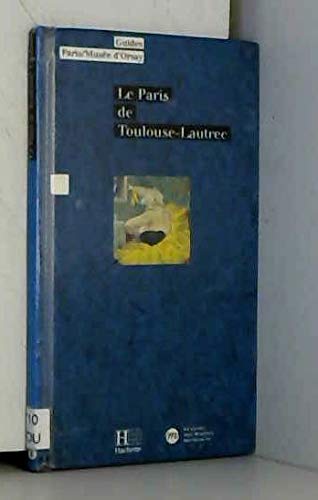 Guides
Paris/Musée d'Orsay
Le Paris
de
Toulouse-Lautrec
H
Hachette